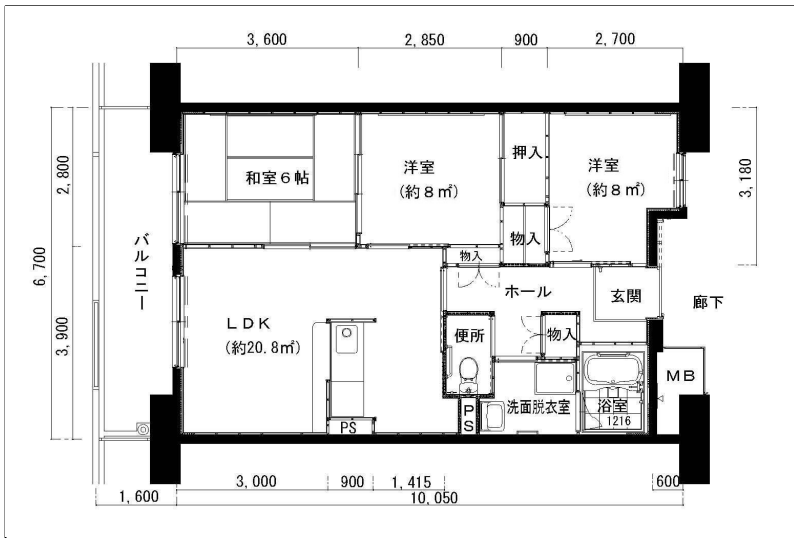 3,600
2,850
900
2,700
6,700
2,800
3,900
3,180
和室6帖
洋室
(約8㎡)
押入
洋室
(約8㎡)
物入
物入
バルコニー
ホール
玄関
廊下
LDK
(約20.8㎡)
便所
物入
MB
洗面脱衣室
浴室
1216
PS
PS
3,000
900
1,415
600
1,600
10,050